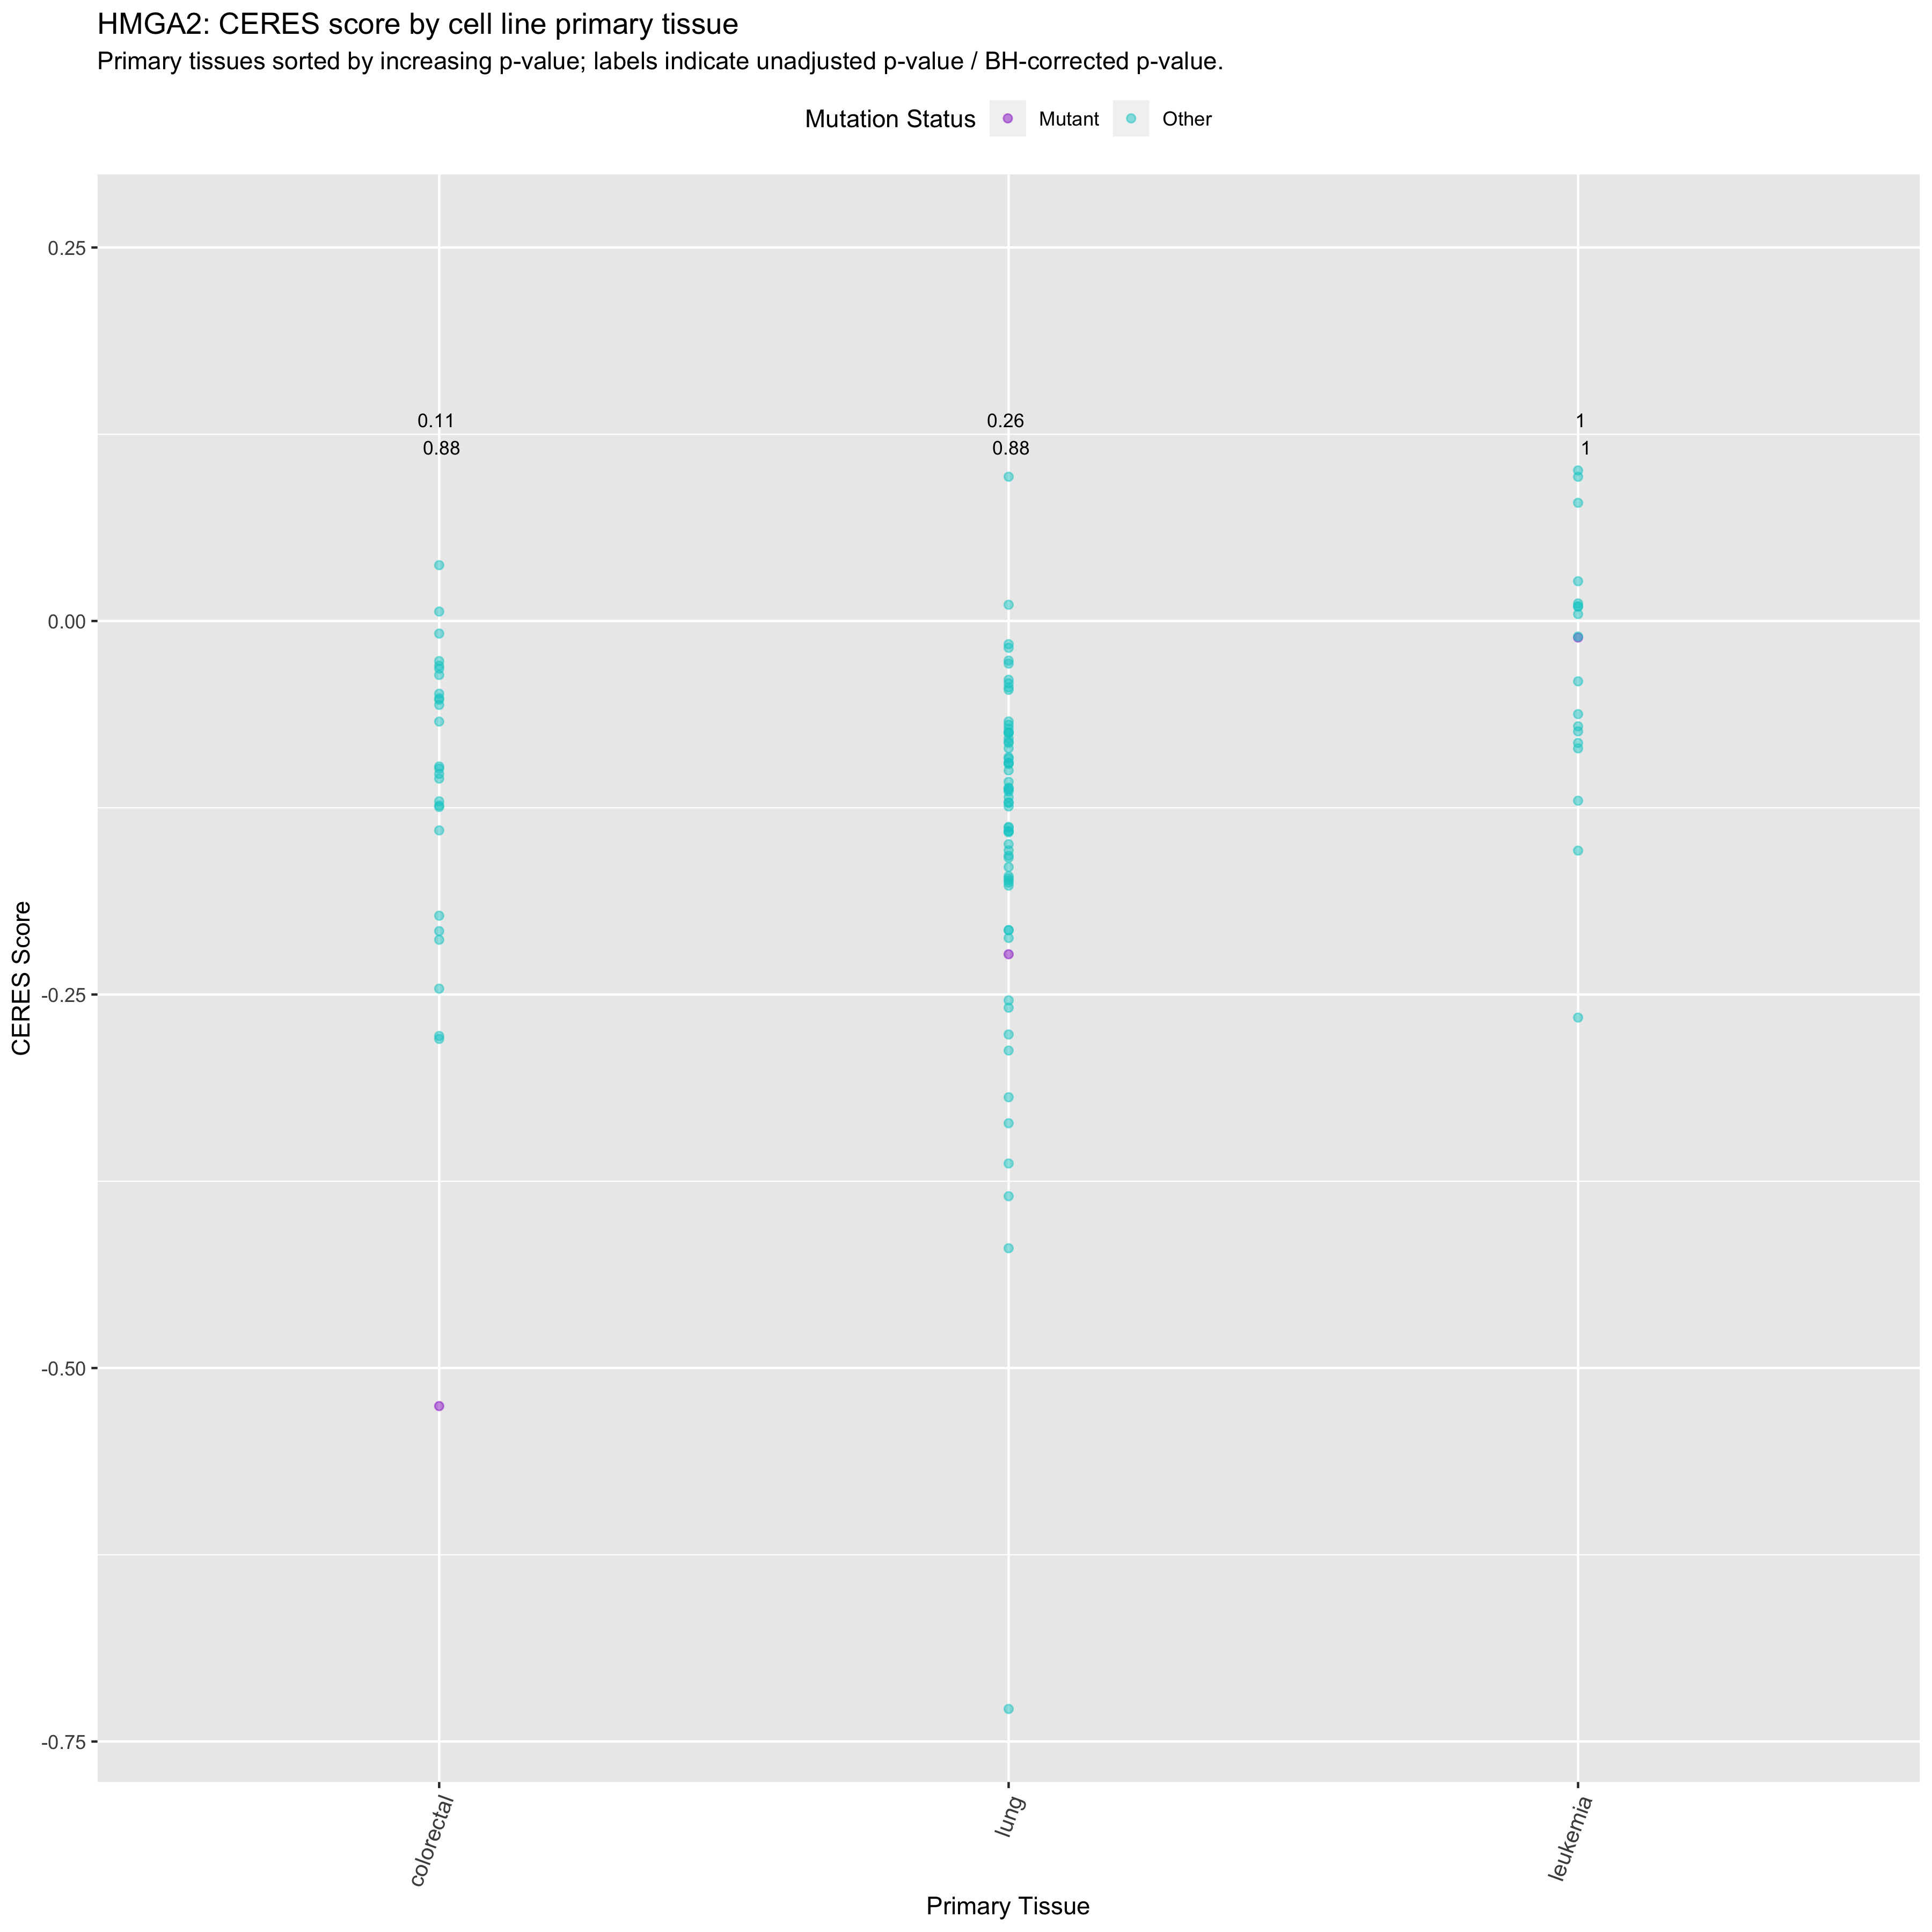 HMGA2: CERES score by cell line primary tissue
Primary tissues sorted by increasing p-value; labels indicate unadjusted p-value / BH-corrected p-value.
Mutation Status Mutant Other
0.25
0.11 0.26 1
0.88 0.88 1
0.00
-0.25
-0.50
-0.75
CERES Score
colorectal lung leukemia
Primary Tissue